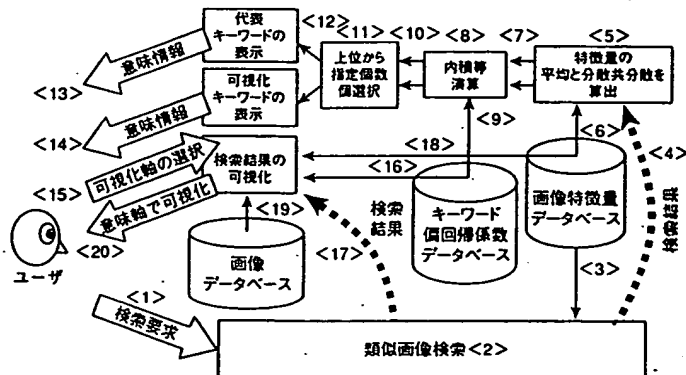 代表
キーワードの
表示
<12>
<11>
<10>
<8>
<7>
<5>
意味情報
<13>
可視化
キーワードの
表示
上位から
指定個数
個選択
内積等
演算
特徴量の
平均と分散共分散を
算出
意味情報
<14>
<9>
<6>
<4>
<18>
可視化軸の選択
<15>
検索結果の
可視化
<16>
意味軸で可視化
<20>
ユーザ
<19>
画像
データベース
<17>
検索
結果
キーワード
偏回帰係数
データベース
画像特徴量
データベース
検索結果
<3>
<1>
検索要求
類似画像検索<2>